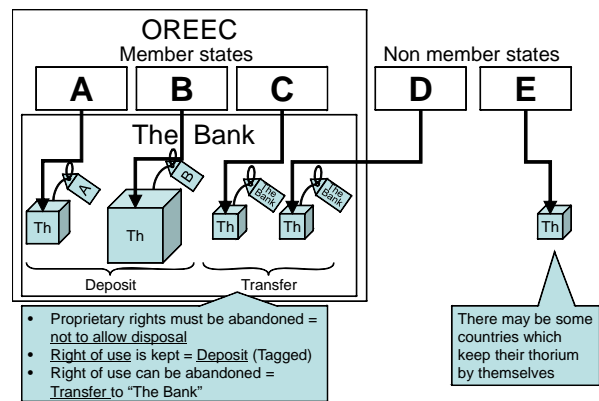 OREEC
Member states
Non member states
A
B
C
D
E
The Bank
A
B
The Bank
The Bank
Th
Th
Th
Th
Th
Deposit
Transfer
• Proprietary rights must be abandoned =
not to allow disposal
• Right of use is kept = Deposit (Tagged)
• Right of use can be abandoned =
Transfer to “The Bank”
There may be some
countries which
keep their thorium
by themselves